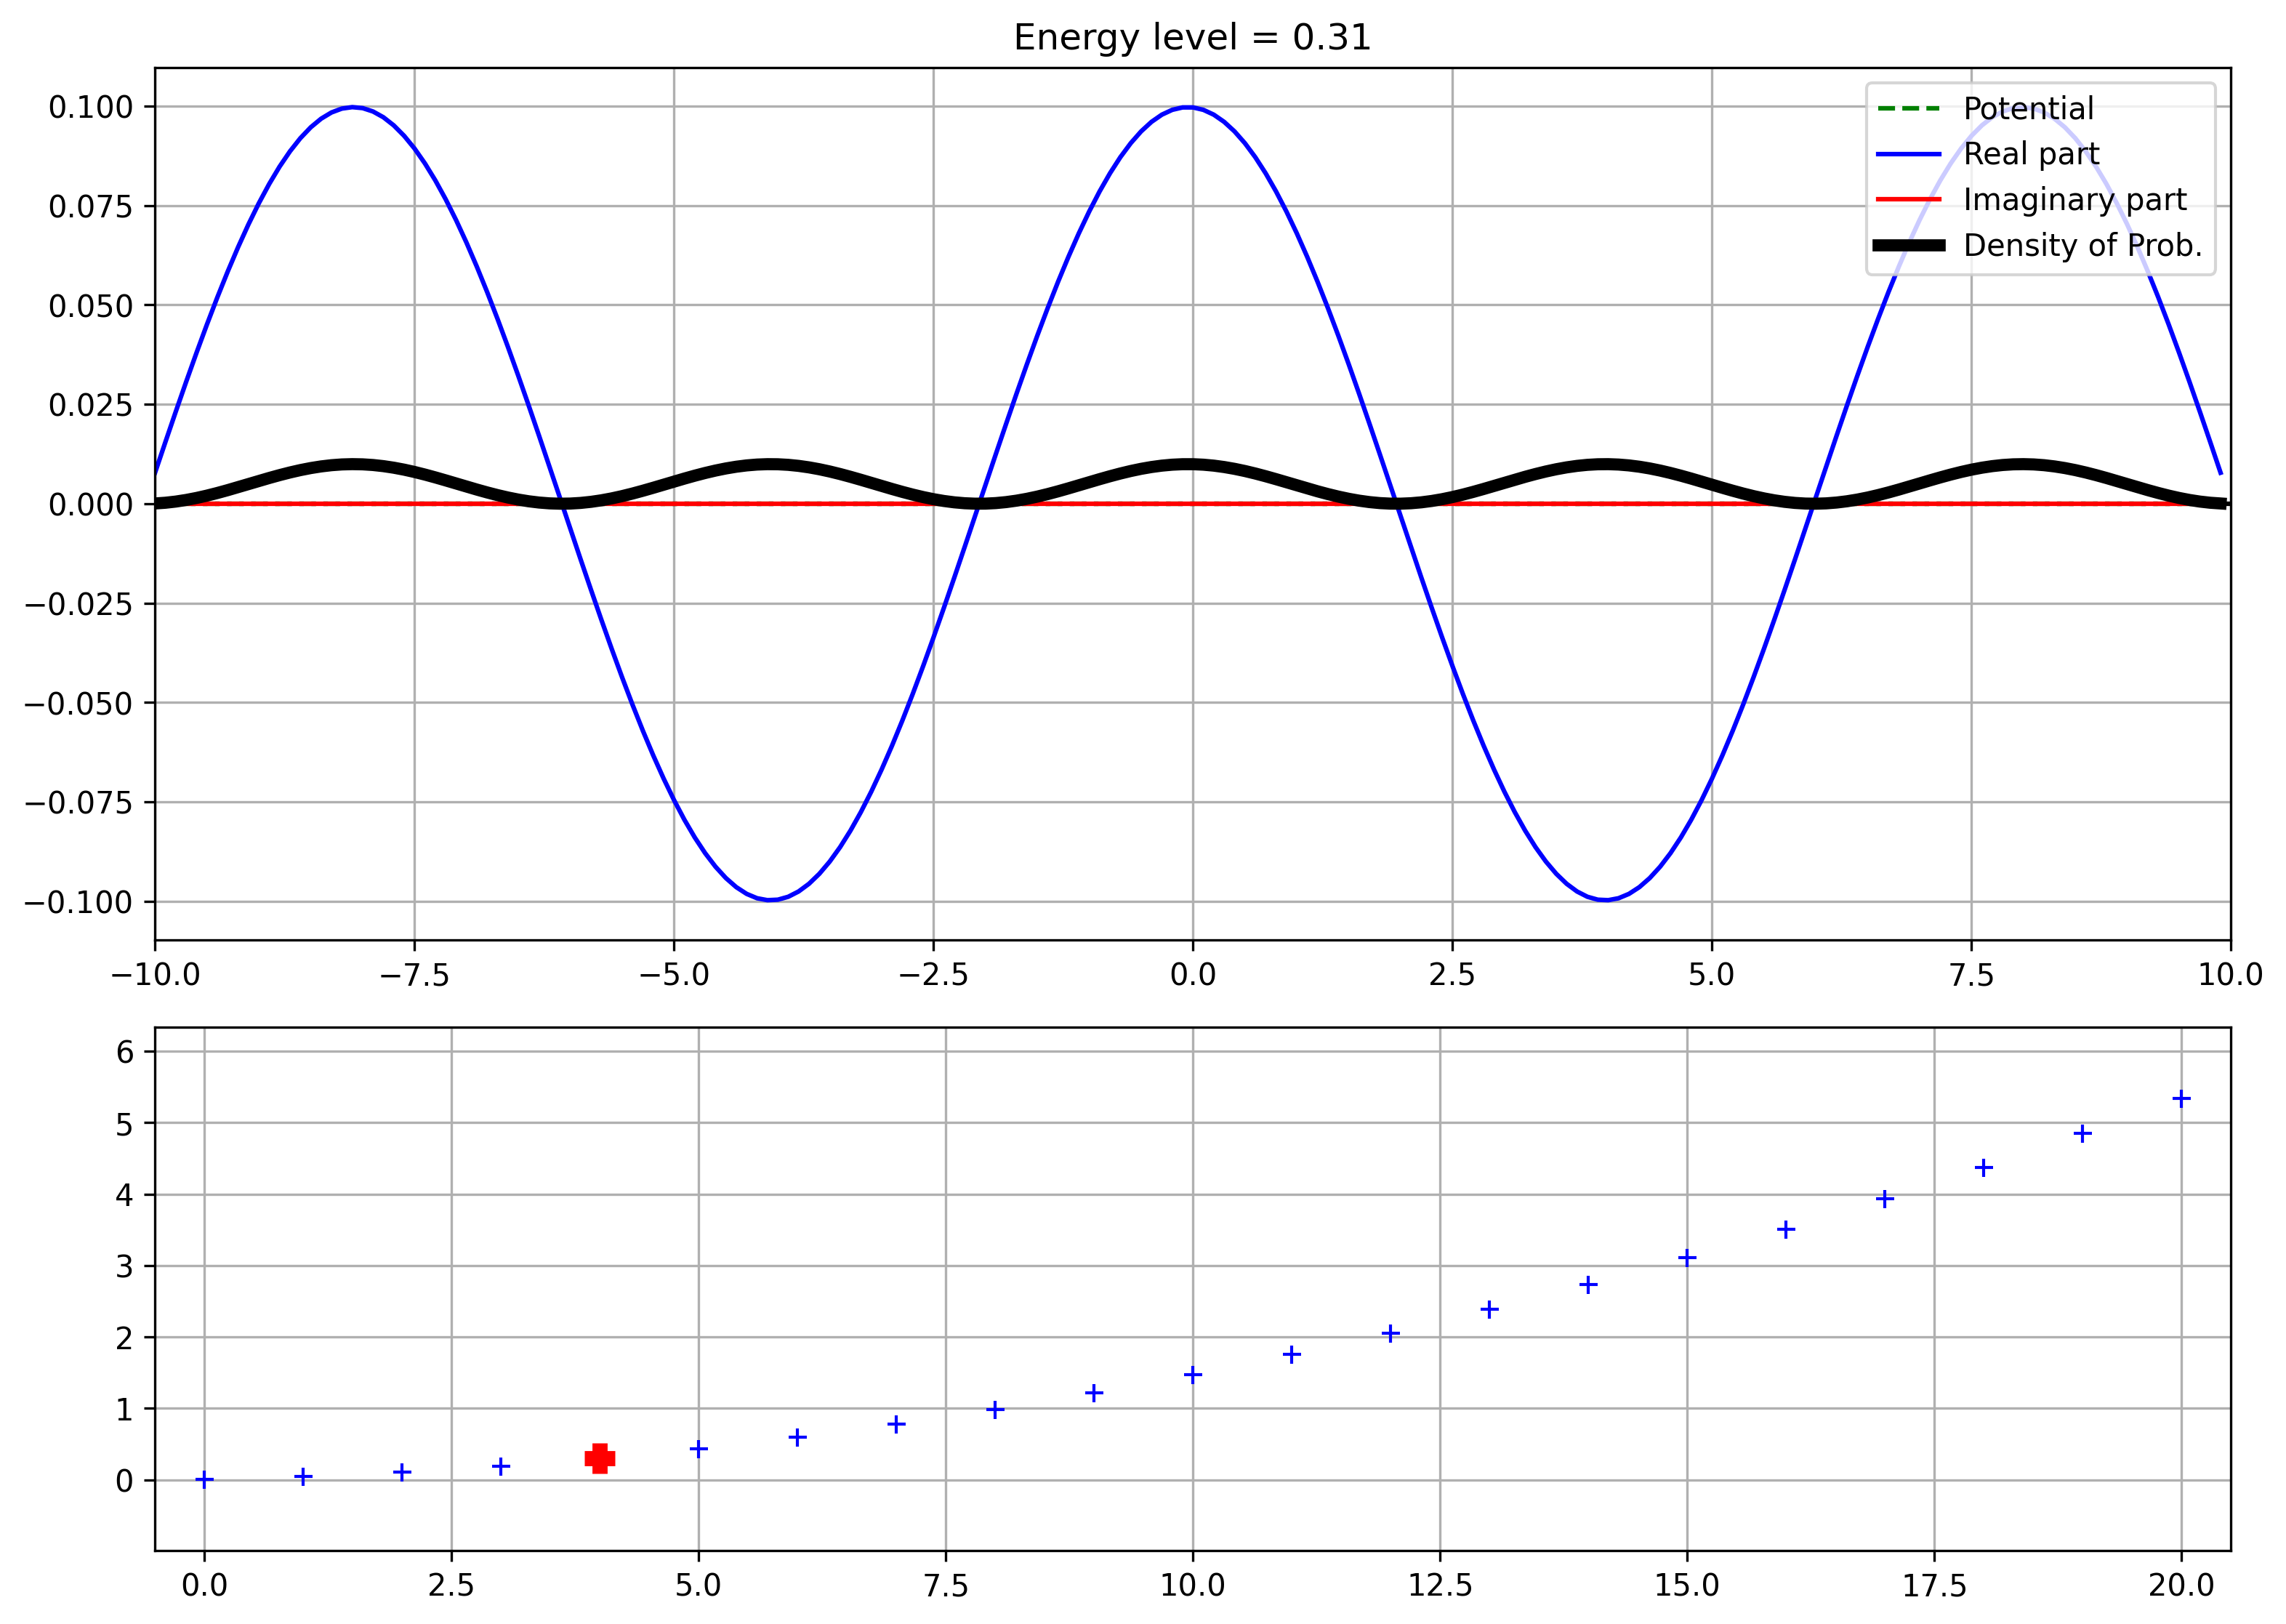 Energy level = 0.31
0.100
0.075
0.050
0.025
0.000
−0.025
−0.050
−0.075
−0.100
Potential
Real part
Imaginary part
Density of Prob.
−10.0 −7.5 −5.0 −2.5 0.0 2.5 5.0 7.5 10.0
6
5
4
3
2
1
0
0.0 2.5 5.0 7.5 10.0 12.5 15.0 17.5 20.0